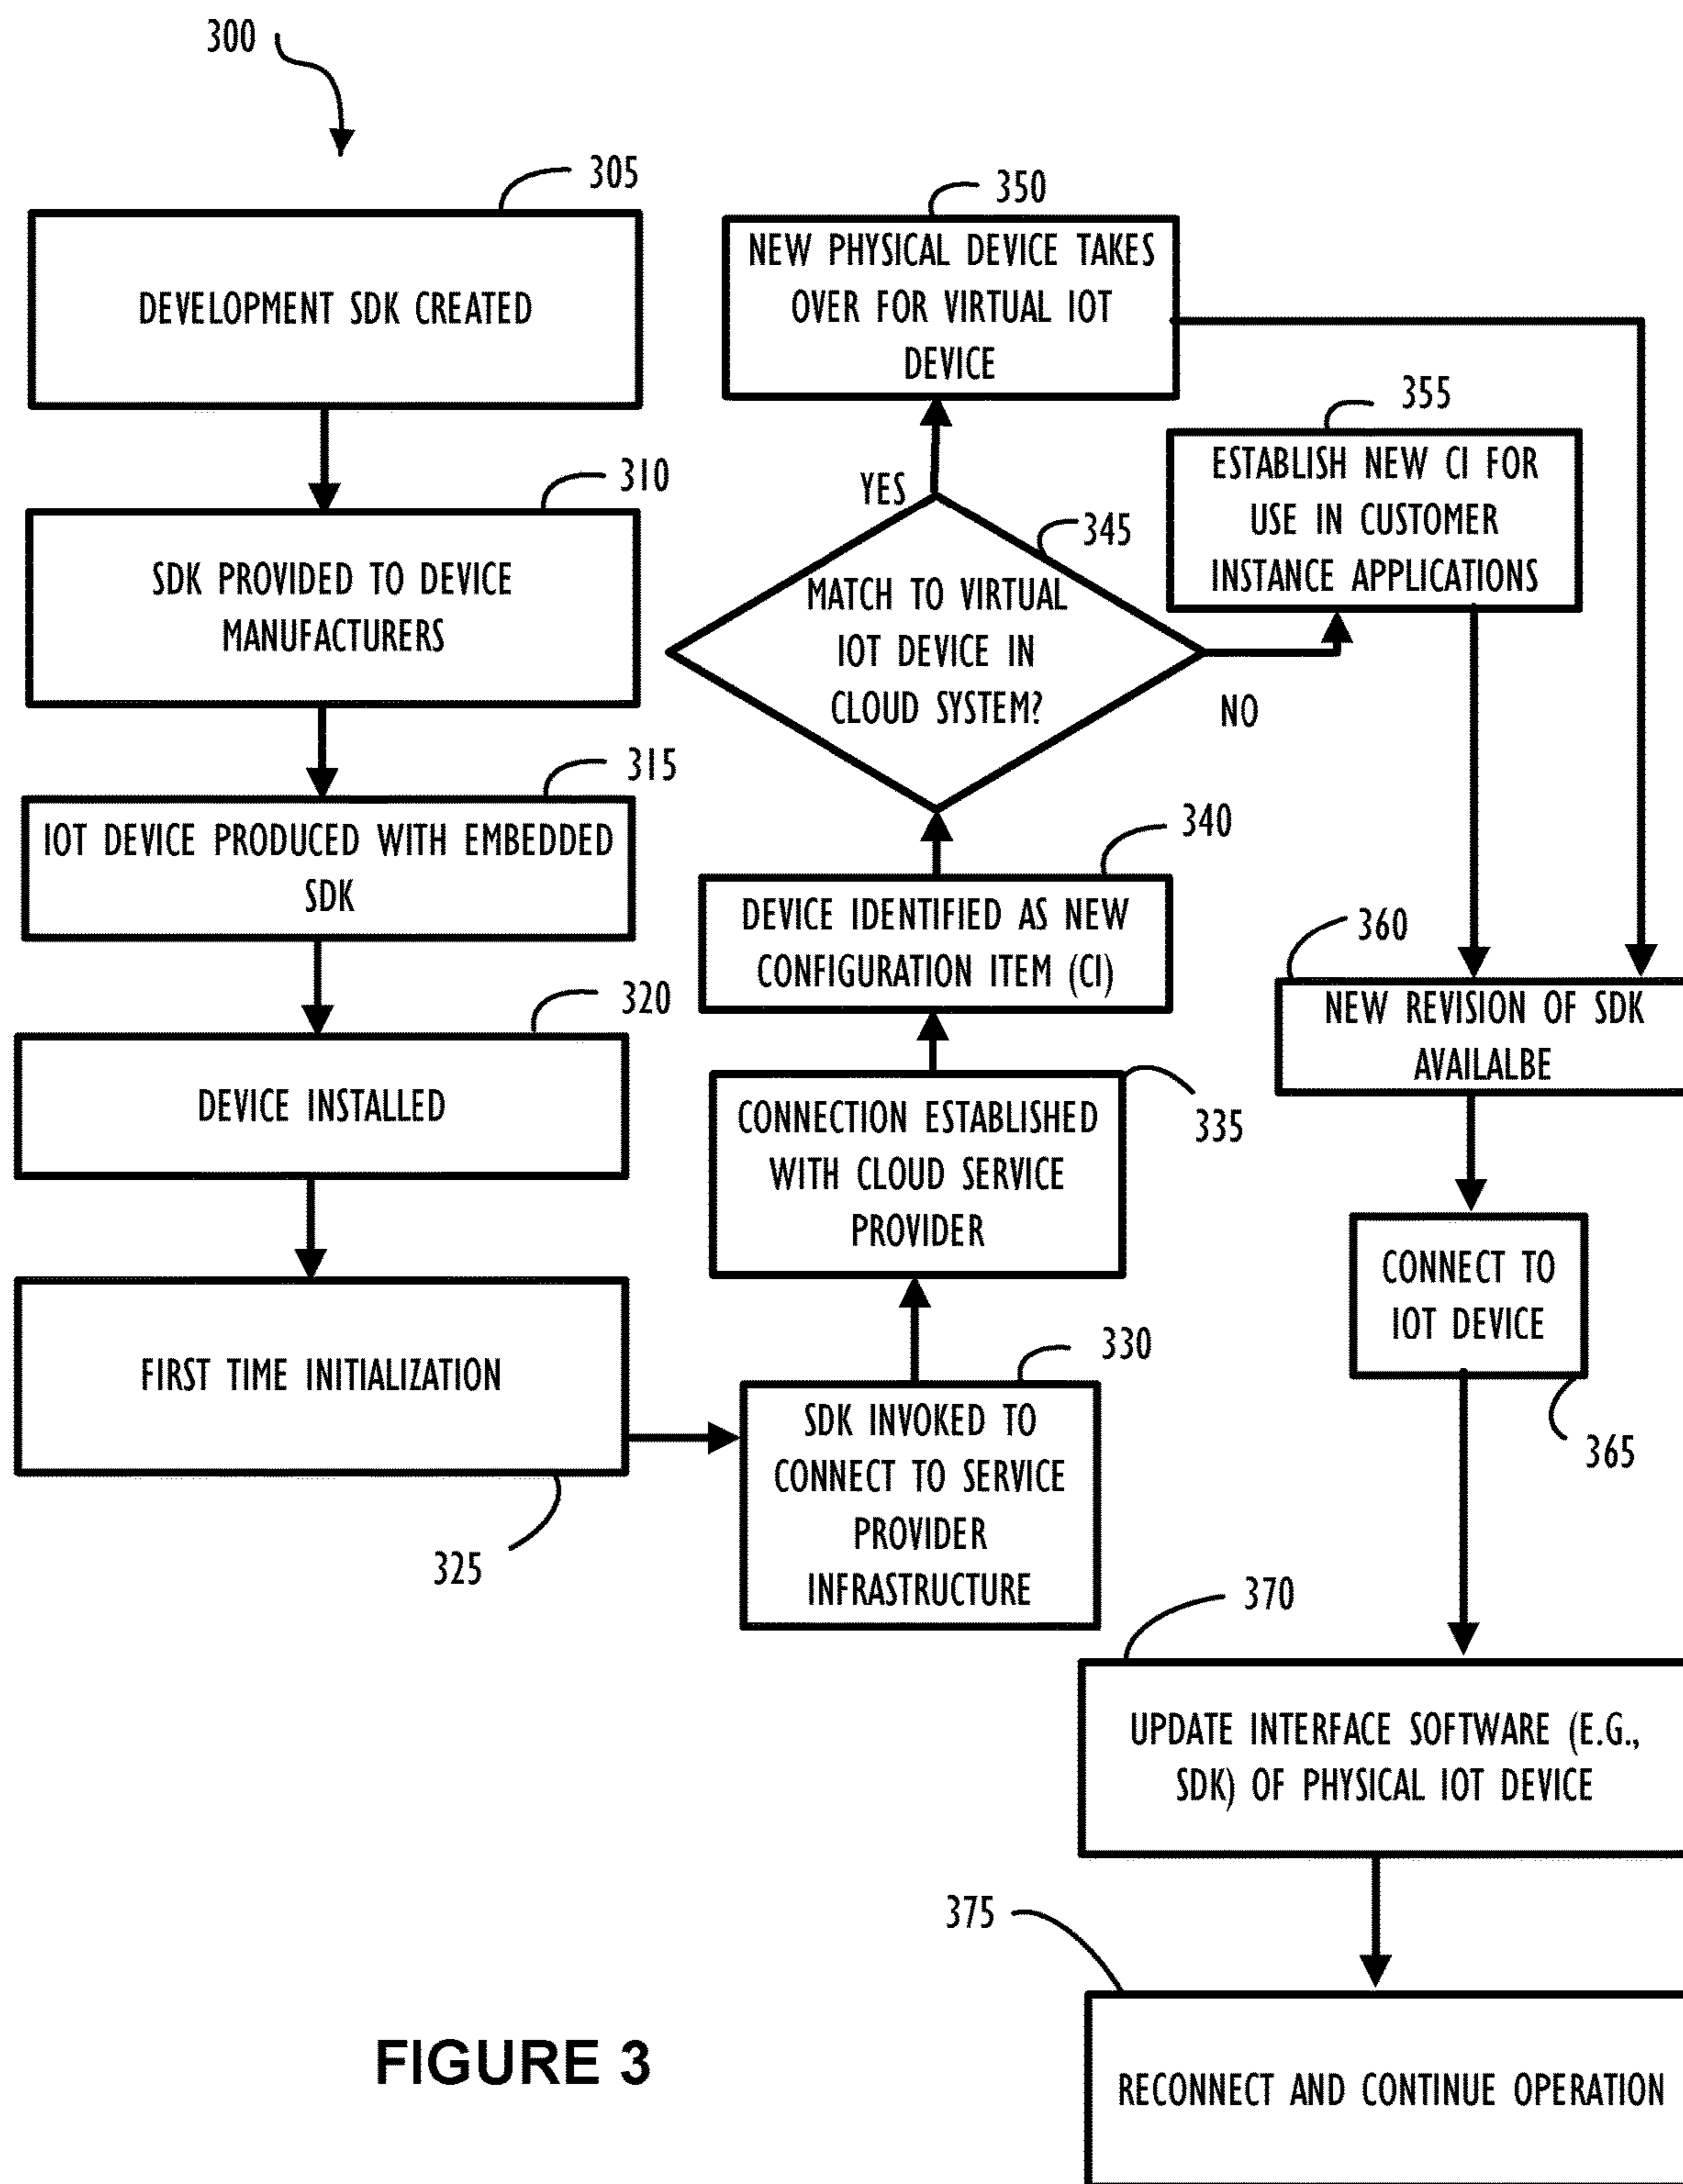 300
305
DEVELOPMENT SDK CREATED
310
SDK PROVIDED TO DEVICE
MANUFACTURERS
315
IOT DEVICE PRODUCED WITH EMBEDDED
SDK
320
DEVICE INSTALLED
FIRST TIME INITIALIZATION
325
330
SDK INVOKED TO
CONNECT TO SERVICE
PROVIDER
INFRASTRUCTURE
335
CONNECTION ESTABLISHED
WITH CLOUD SERVICE
PROVIDER
340
DEVICE IDENTIFIED AS NEW
CONFIGURATION ITEM (CI)
345
MATCH TO VIRTUAL
IOT DEVICE IN
CLOUD SYSTEM?
YES
NO
350
NEW PHYSICAL DEVICE TAKES
OVER FOR VIRTUAL IOT
DEVICE
355
ESTABLISH NEW CI FOR
USE IN CUSTOMER
INSTANCE APPLICATIONS
360
NEW REVISION OF SDK
AVAILALBE
CONNECT TO
IOT DEVICE
365
370
UPDATE INTERFACE SOFTWARE (E.G.,
SDK) OF PHYSICAL IOT DEVICE
375
RECONNECT AND CONTINUE OPERATION
FIGURE 3